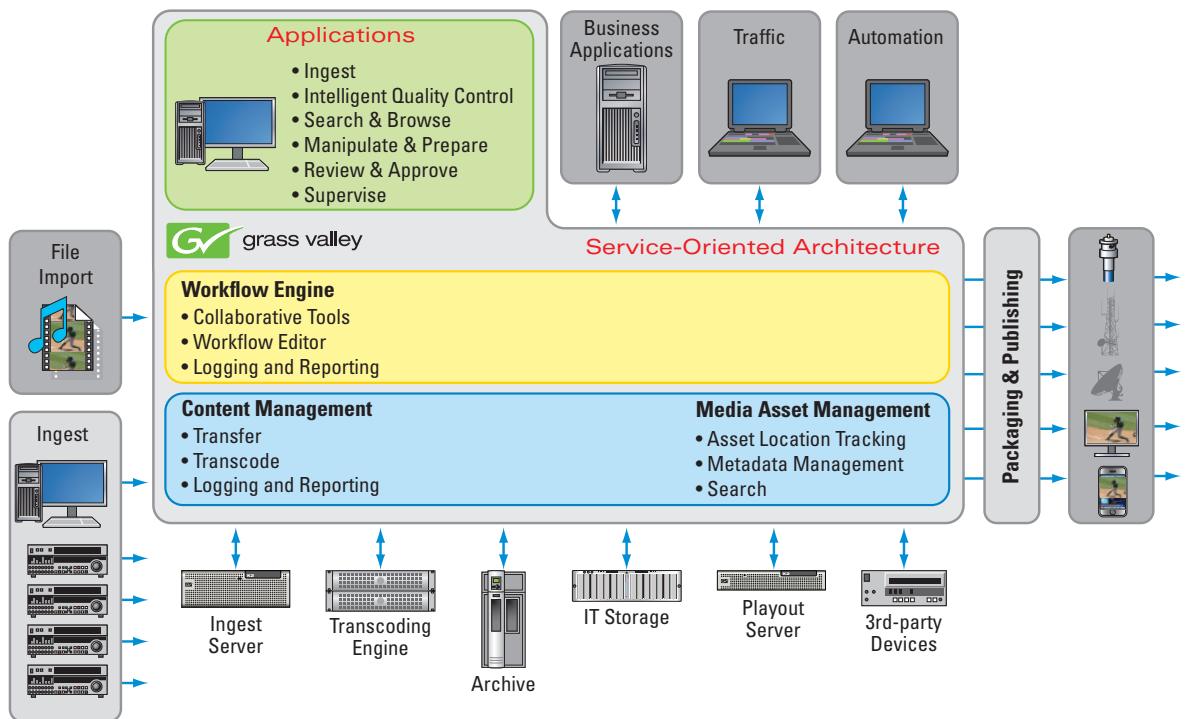 Applications
• Ingest
• Intelligent Quality Control
• Search & Browse
• Manipulate & Prepare
• Review & Approve
• Supervise
Business
Applications
Traffic
Automation
GV grass valley
Service-Oriented Architecture
File
Import
Workflow Engine
• Collaborative Tools
• Workflow Editor
• Logging and Reporting
Content Management
• Transfer
• Transcode
• Logging and Reporting
Media Asset Management
• Asset Location Tracking
• Metadata Management
• Search
Packaging & Publishing
Ingest
Ingest
Server
Transcoding
Engine
Archive
IT Storage
Playout
Server
3rd-party
Devices